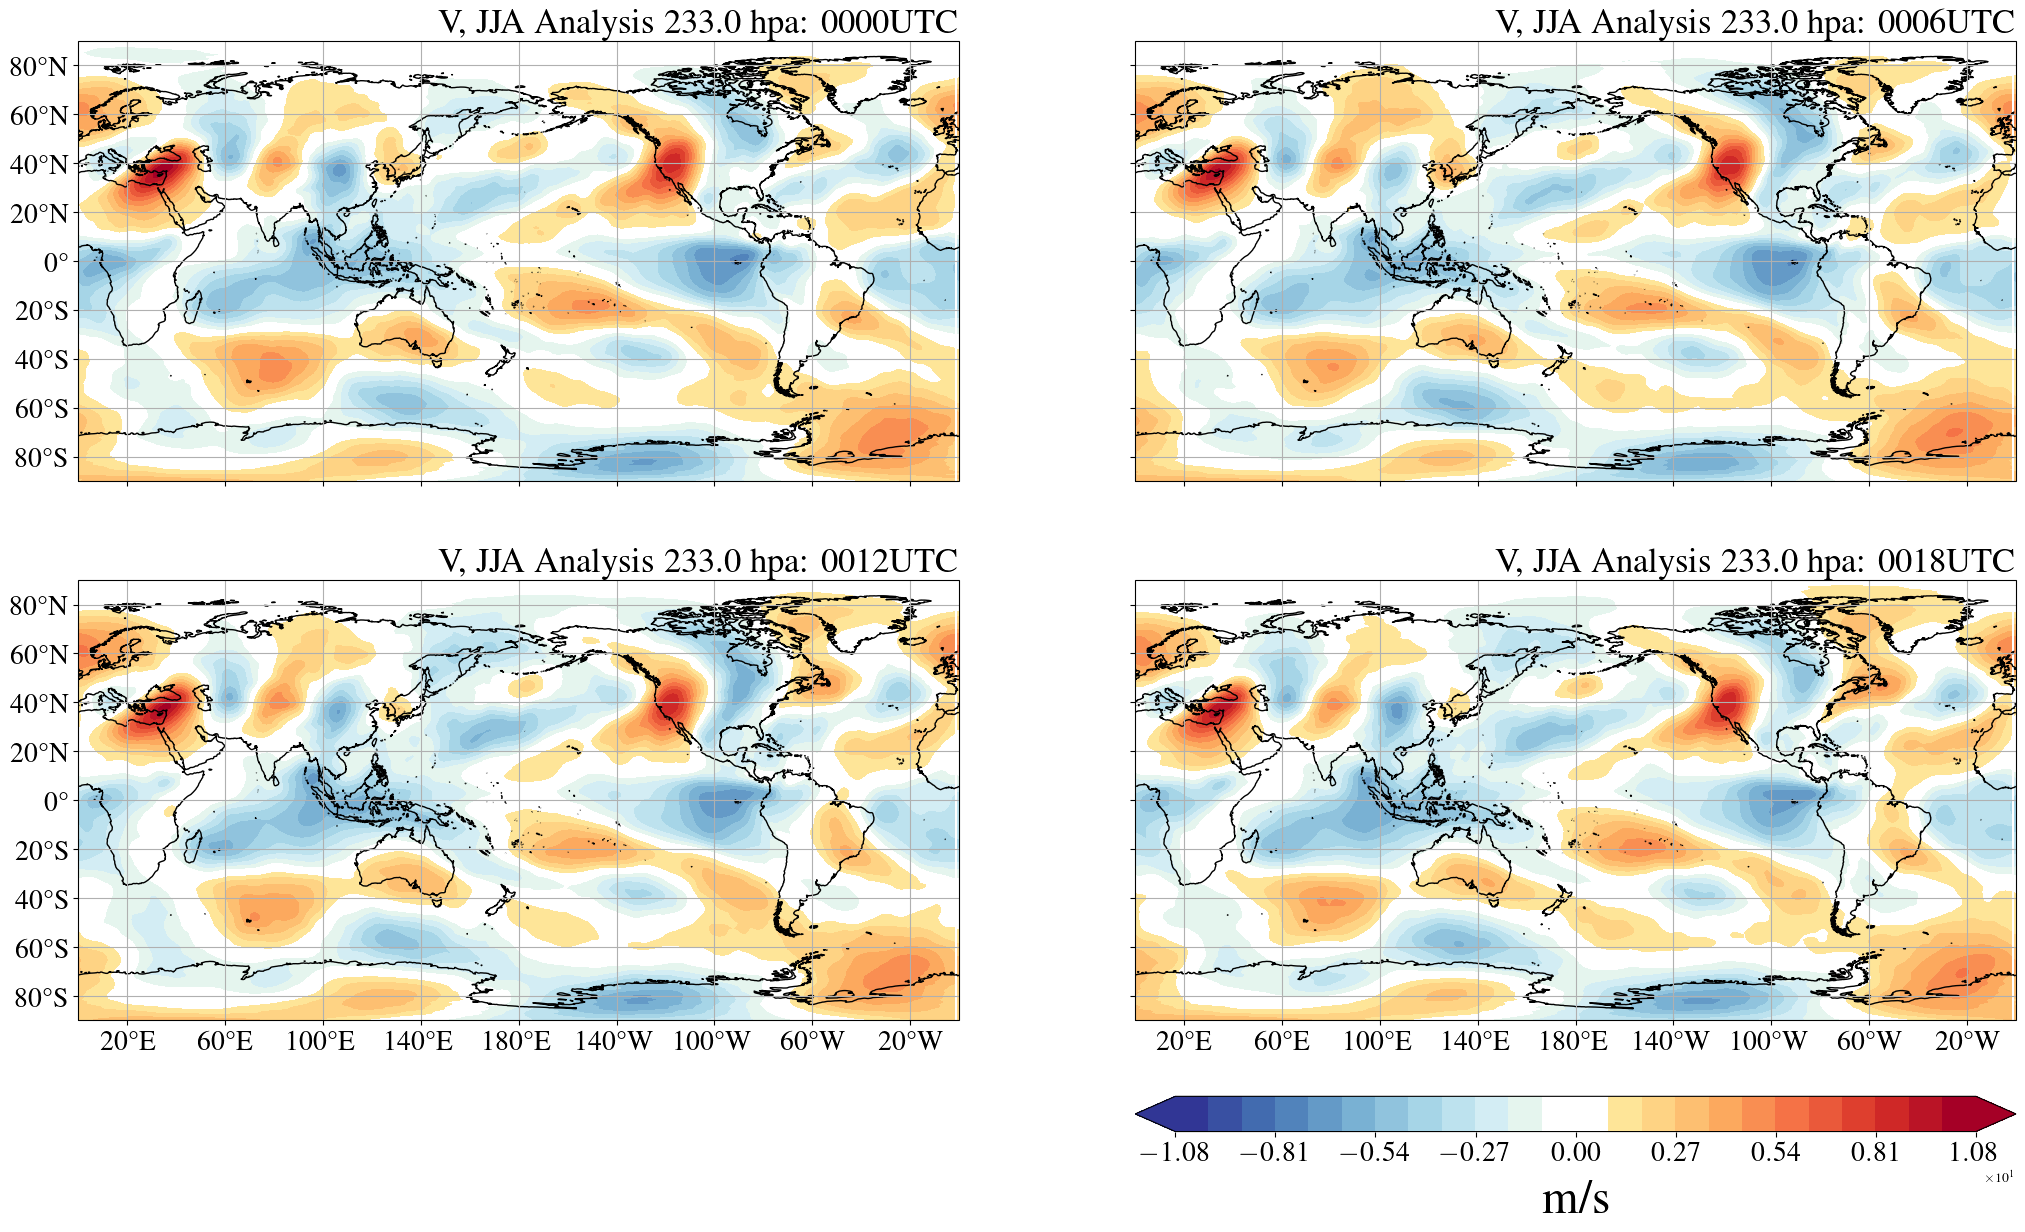 V, JJA Analysis 233.0 hpa: 0000UTC
V, JJA Analysis 233.0 hpa: 0006UTC
80°N
60°N
40°N
20°N
0°
20°S
40°S
60°S
80°S
V, JJA Analysis 233.0 hpa: 0012UTC
V, JJA Analysis 233.0 hpa: 0018UTC
80°N
60°N
40°N
20°N
0°
20°S
40°S
60°S
80°S
20°E 60°E 100°E 140°E 180°E 140°W 100°W 60°W 20°W
20°E 60°E 100°E 140°E 180°E 140°W 100°W 60°W 20°W
−1.08 −0.81 −0.54 −0.27 0.00 0.27 0.54 0.81 1.08
×10¹
m/s